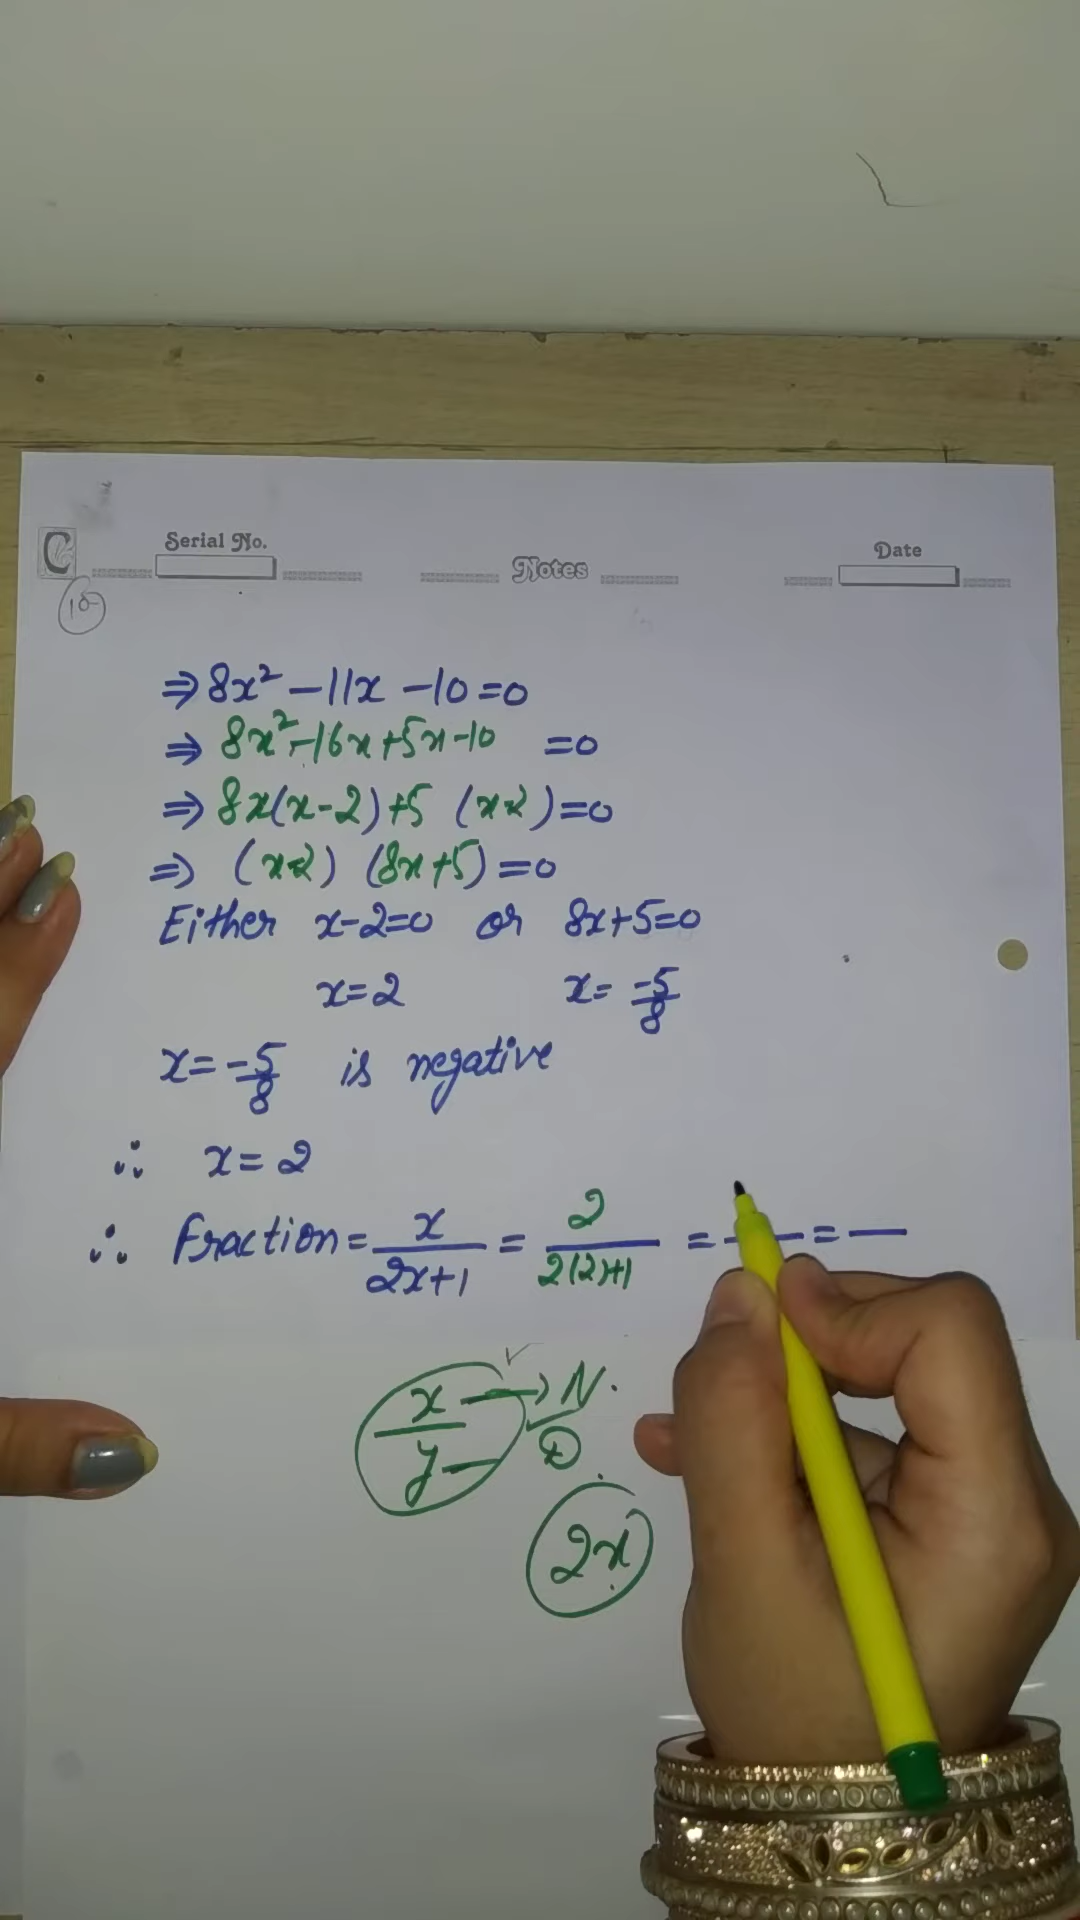 C Serial No. Notes Date
10
⇒ 8x² - 11x - 10 = 0
⇒ 8x² - 16x + 5x - 10 = 0
⇒ 8x(x - 2) + 5 (x - 2) = 0
⇒ (x - 2) (8x + 5) = 0
Either x - 2 = 0 or 8x + 5 = 0
x = 2 x = -5/8
x = -5/8 is negative
∴ x = 2
∴ Fraction = x/2x+1 = 2/2(2)+1 = — = —
x/y → N./D
2x